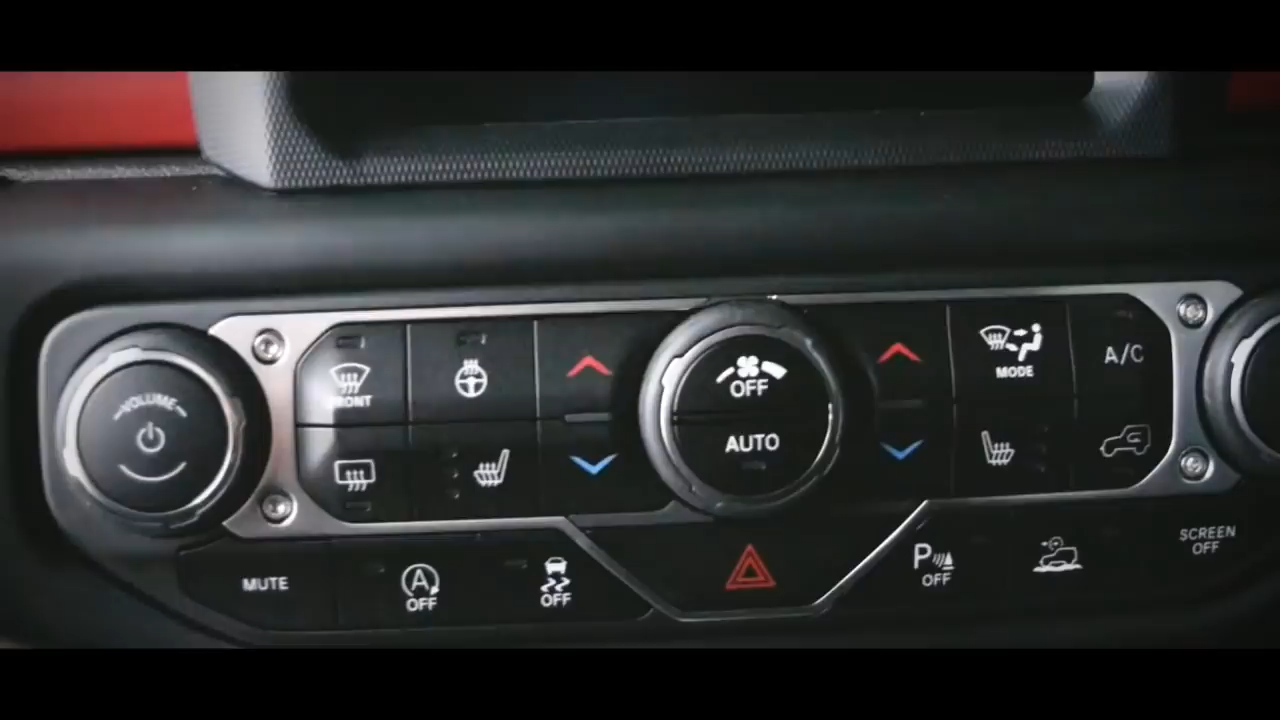 VOLUME
FRONT
OFF
AUTO
MODE
A/C
MUTE
A
OFF
OFF
P
OFF
SCREEN
OFF